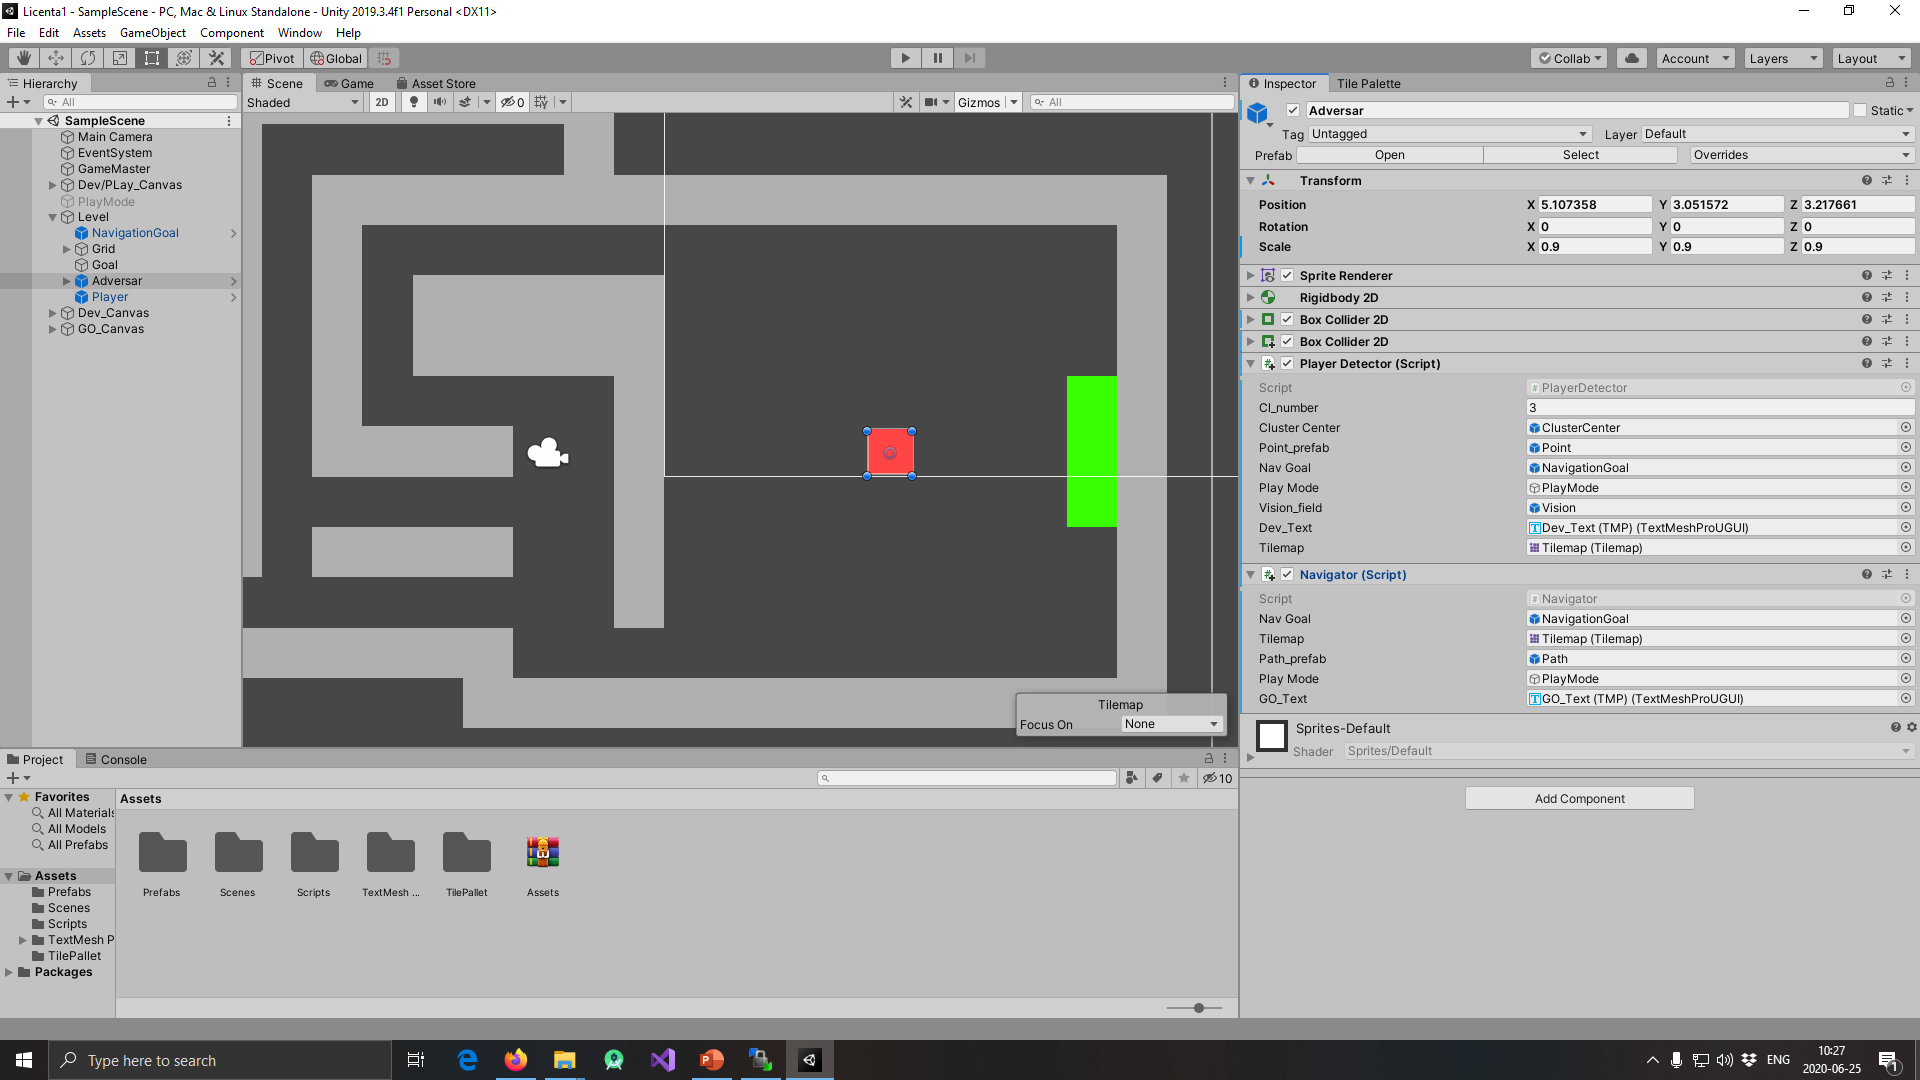 Licenta1 - SampleScene - PC, Mac & Linux Standalone - Unity 2019.3.4f1 Personal <DX11>
File Edit Assets GameObject Component Window Help
Pivot Global Collab Account Layers Layout
Hierarchy
All
SampleScene
Main Camera
EventSystem
GameMaster
Dev/PLay_Canvas
PlayMode
Level
NavigationGoal
Grid
Goal
Adversar
Player
Dev_Canvas
GO_Canvas
Scene Game Asset Store
Shaded 2D 0 Gizmos All
Tilemap
Focus On None
Inspector Tile Palette
Adversar Static
Tag Untagged Layer Default
Prefab Open Select Overrides
Transform
Position X 5.107358 Y 3.051572 Z 3.217661
Rotation X 0 Y 0 Z 0
Scale X 0.9 Y 0.9 Z 0.9
Sprite Renderer
Rigidbody 2D
Box Collider 2D
Box Collider 2D
Player Detector (Script)
Script PlayerDetector
Cl_number 3
Cluster Center ClusterCenter
Point_prefab Point
Nav Goal NavigationGoal
Play Mode PlayMode
Vision_field Vision
Dev_Text Dev_Text (TMP) (TextMeshProUGUI)
Tilemap Tilemap (Tilemap)
Navigator (Script)
Script Navigator
Nav Goal NavigationGoal
Tilemap Tilemap (Tilemap)
Path_prefab Path
Play Mode PlayMode
GO_Text GO_Text (TMP) (TextMeshProUGUI)
Sprites-Default
Shader Sprites/Default
Add Component
Project Console
10
Favorites
All Materials
All Models
All Prefabs
Assets
Prefabs
Scenes
Scripts
TextMesh P
TilePallet
Packages
Assets
Prefabs Scenes Scripts TextMesh ... TilePallet Assets
Type here to search
ENG
10:27
2020-06-25
1